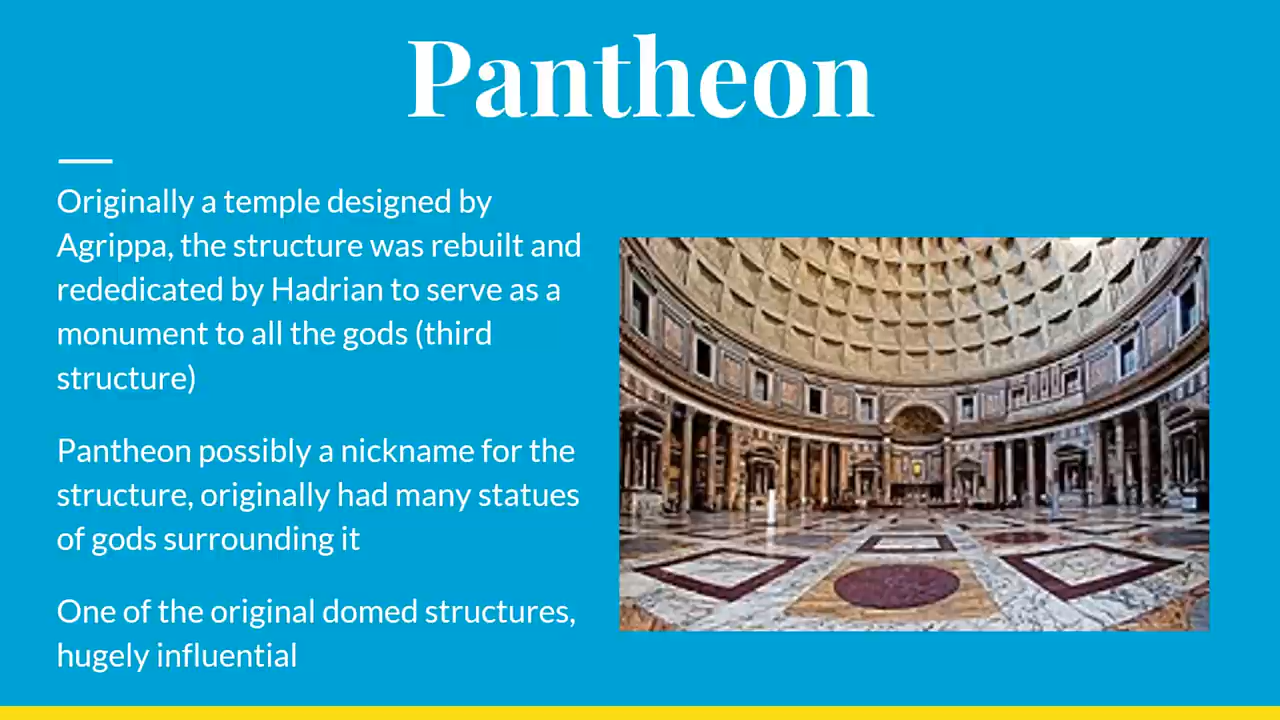 Pantheon
Originally a temple designed by
Agrippa, the structure was rebuilt and
rededicated by Hadrian to serve as a
monument to all the gods (third
structure)
Pantheon possibly a nickname for the
structure, originally had many statues
of gods surrounding it
One of the original domed structures,
hugely influential